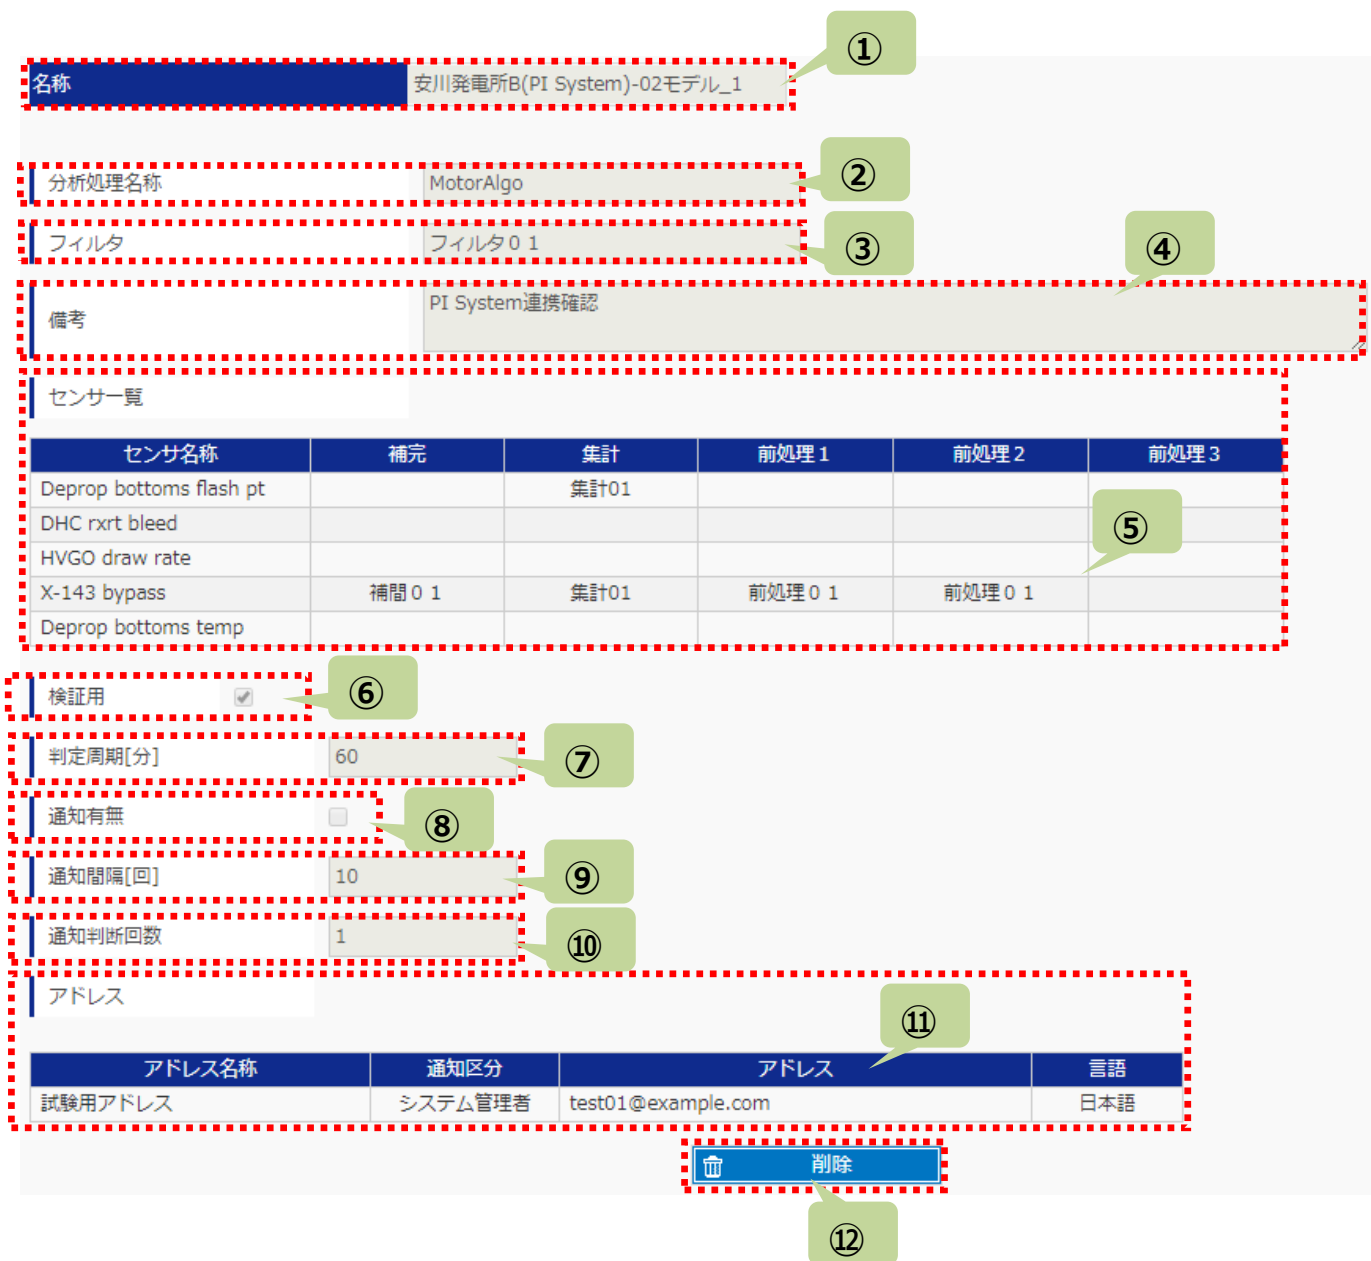 ①
名称 安川発電所B(PI System)-02モデル_1
②
分析処理名称 MotorAlgo
フィルタ フィルタ０１ ③
④
備考 PI System連携確認
センサー覧
センサ名称 補完 集計 前処理１ 前処理２ 前処理３
Deprop bottoms flash pt 集計01
DHC rxrt bleed
⑤
HVGO draw rate
X-143 bypass 補間０１ 集計01 前処理０１ 前処理０１
Deprop bottoms temp
検証用 ⑥
判定周期[分] 60 ⑦
通知有無 ⑧
通知間隔[回] 10 ⑨
通知判断回数 1 ⑩
アドレス
⑪
アドレス名称 通知区分 アドレス 言語
試験用アドレス システム管理者 test01@example.com 日本語
削除
⑫